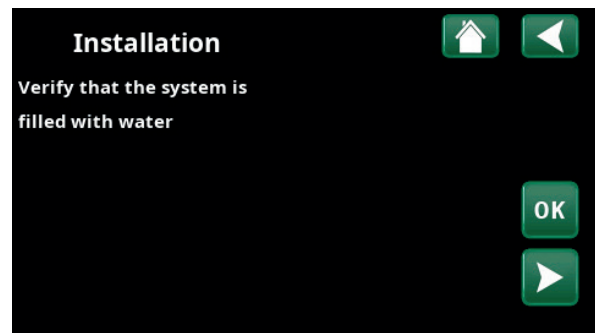 Installation
Verify that the system is
filled with water
OK